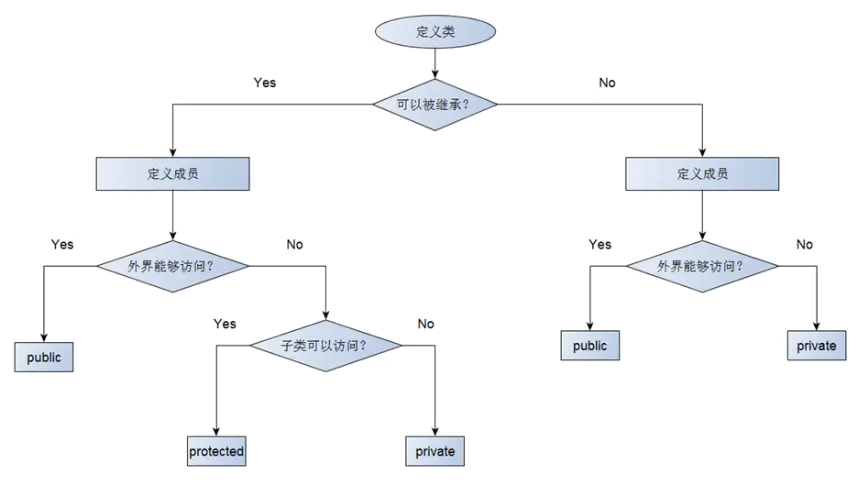 定义类
Yes
可以被继承?
No
定义成员
定义成员
Yes
外界能够访问?
No
Yes
外界能够访问?
No
public
Yes
子类可以访问?
No
public
private
protected
private